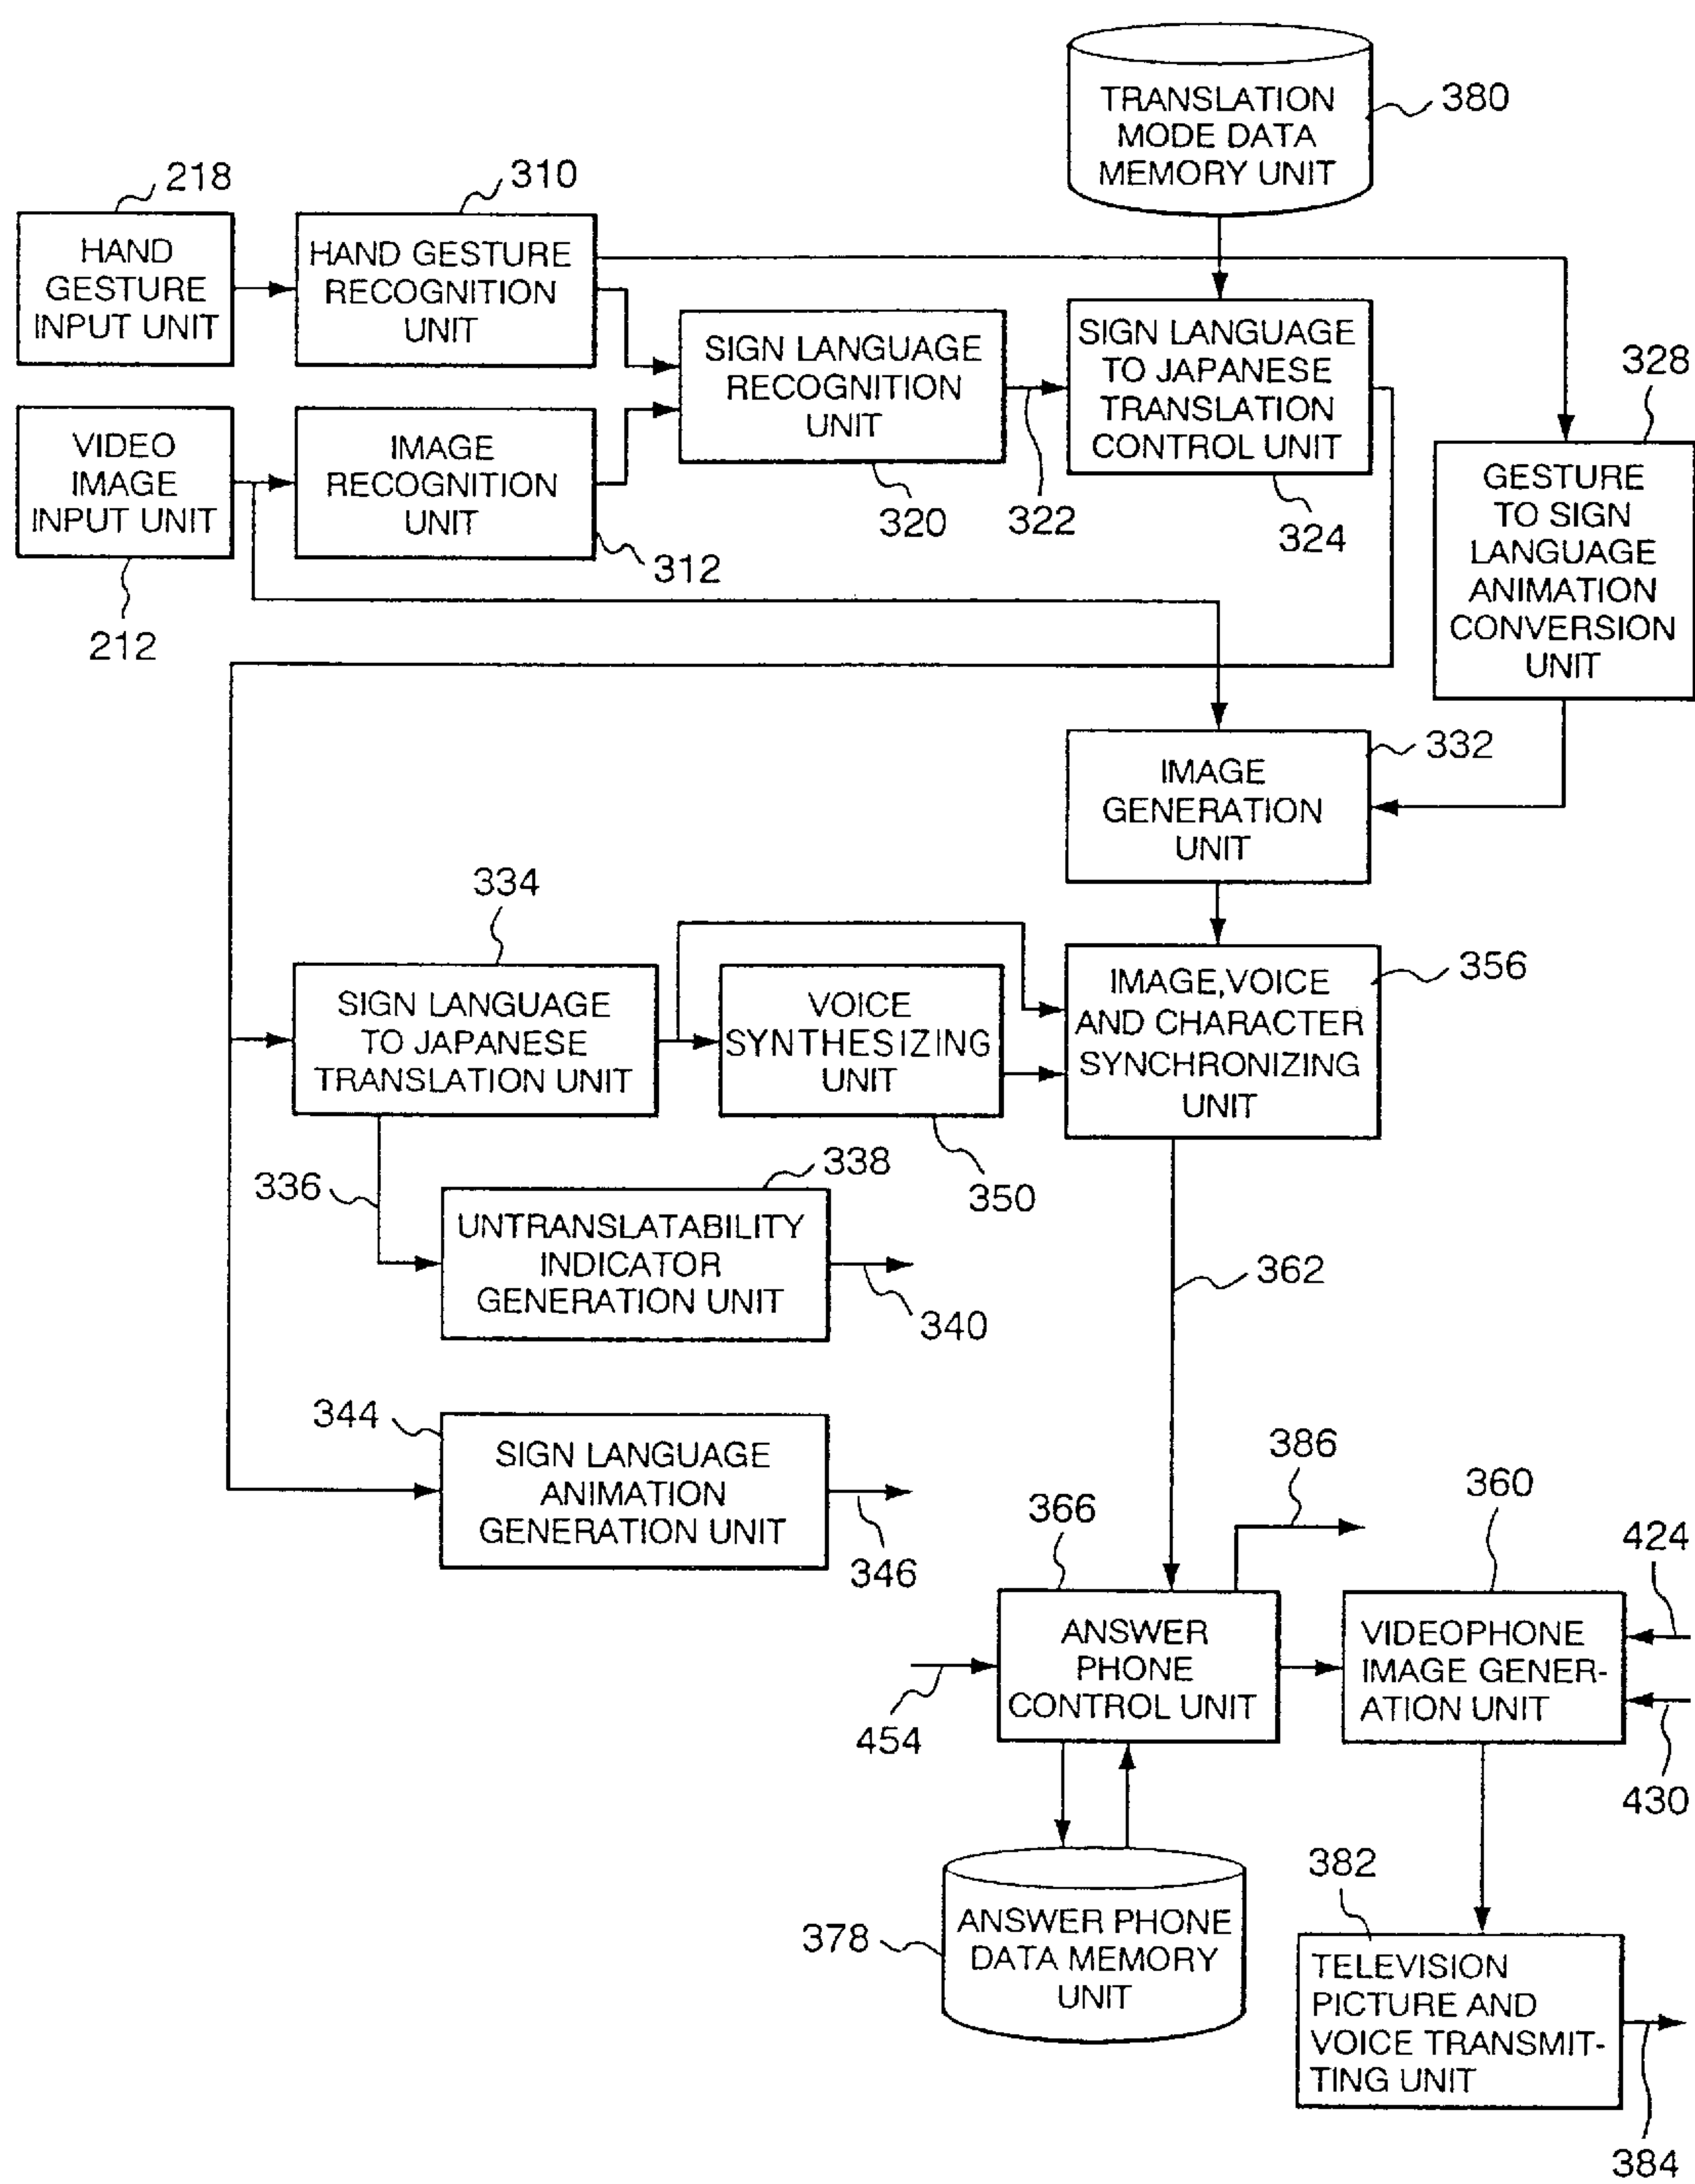 TRANSLATION
MODE DATA
MEMORY UNIT
380
218
HAND
GESTURE
INPUT UNIT
310
HAND GESTURE
RECOGNITION
UNIT
SIGN LANGUAGE
RECOGNITION
UNIT
320
322
SIGN LANGUAGE
TO JAPANESE
TRANSLATION
CONTROL UNIT
324
328
GESTURE
TO SIGN
LANGUAGE
ANIMATION
CONVERSION
UNIT
VIDEO
IMAGE
INPUT UNIT
212
IMAGE
RECOGNITION
UNIT
312
332
IMAGE
GENERATION
UNIT
334
SIGN LANGUAGE
TO JAPANESE
TRANSLATION UNIT
VOICE
SYNTHESIZING
UNIT
350
IMAGE,VOICE
AND CHARACTER
SYNCHRONIZING
UNIT
356
336
338
UNTRANSLATABILITY
INDICATOR
GENERATION UNIT
340
362
344
SIGN LANGUAGE
ANIMATION
GENERATION UNIT
346
386
366
ANSWER
PHONE
CONTROL UNIT
454
360
VIDEOPHONE
IMAGE GENER-
ATION UNIT
424
430
378
ANSWER PHONE
DATA MEMORY
UNIT
382
TELEVISION
PICTURE AND
VOICE TRANSMIT-
TING UNIT
384